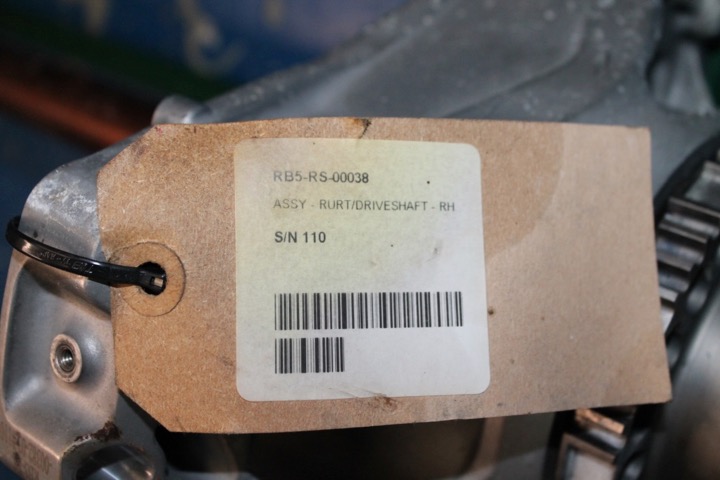 RB5-RS-00038
ASSY - RURT/DRIVESHAFT - RH
S/N 110